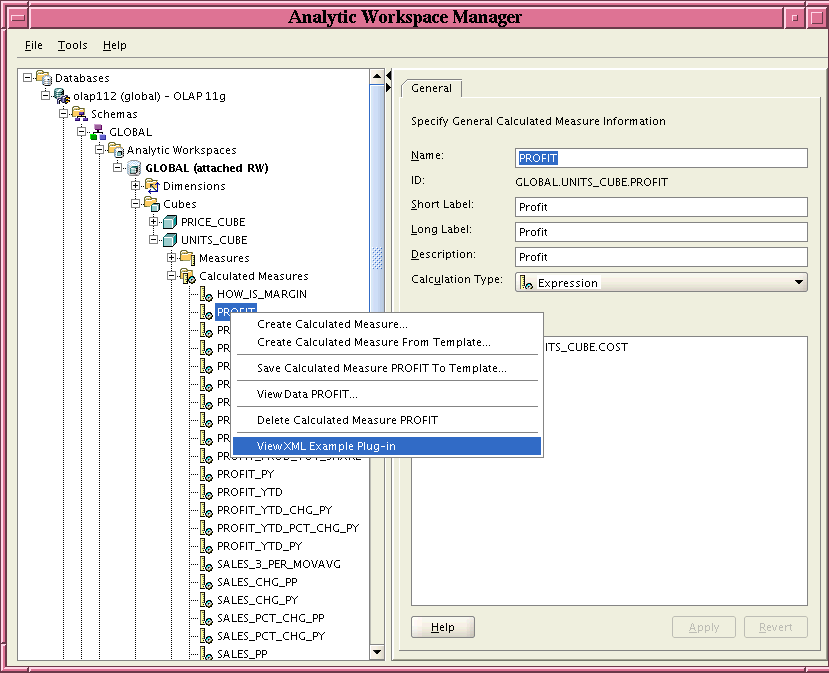 Analytic Workspace Manager
File Tools Help
Databases
olap112 (global) - OLAP 11g
Schemas
GLOBAL
Analytic Workspaces
GLOBAL (attached RW)
Dimensions
Cubes
PRICE_CUBE
UNITS_CUBE
Measures
Calculated Measures
HOW_IS_MARGIN
PROFIT
PR
PR
PR
PR
PR
PR
PR
PROFIT_PY
PROFIT_YTD
PROFIT_YTD_CHG_PY
PROFIT_YTD_PCT_CHG_PY
PROFIT_YTD_PY
SALES_3_PER_MOVAVG
SALES_CHG_PP
SALES_CHG_PY
SALES_PCT_CHG_PP
SALES_PCT_CHG_PY
SALES_PP
Create Calculated Measure...
Create Calculated Measure From Template...
Save Calculated Measure PROFIT To Template...
View Data PROFIT...
Delete Calculated Measure PROFIT
View XML Example Plug-in
General
Specify General Calculated Measure Information
Name: PROFIT
ID: GLOBAL.UNITS_CUBE.PROFIT
Short Label: Profit
Long Label: Profit
Description: Profit
Calculation Type: Expression
ITS_CUBE.COST
Help Apply Revert